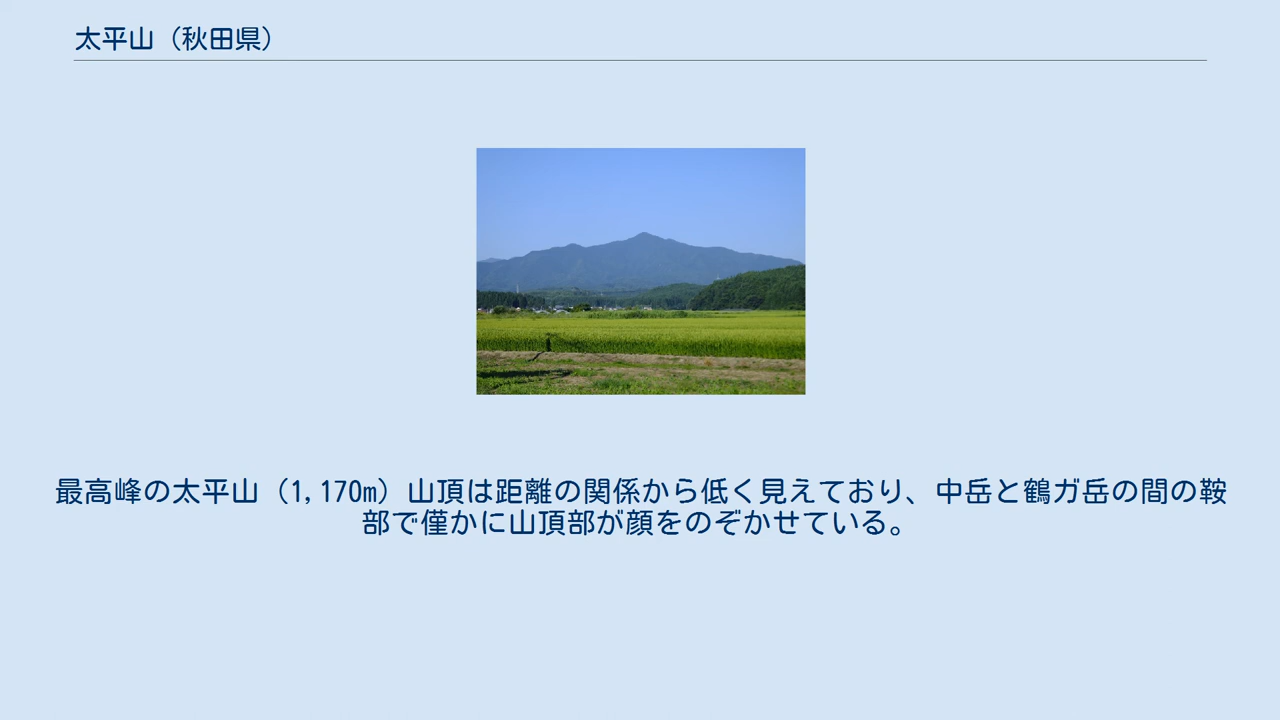 太平山（秋田県）
最高峰の太平山（1,170m）山頂は距離の関係から低く見えており、中岳と鶴ガ岳の間の鞍
部で僅かに山頂部が顔をのぞかせている。